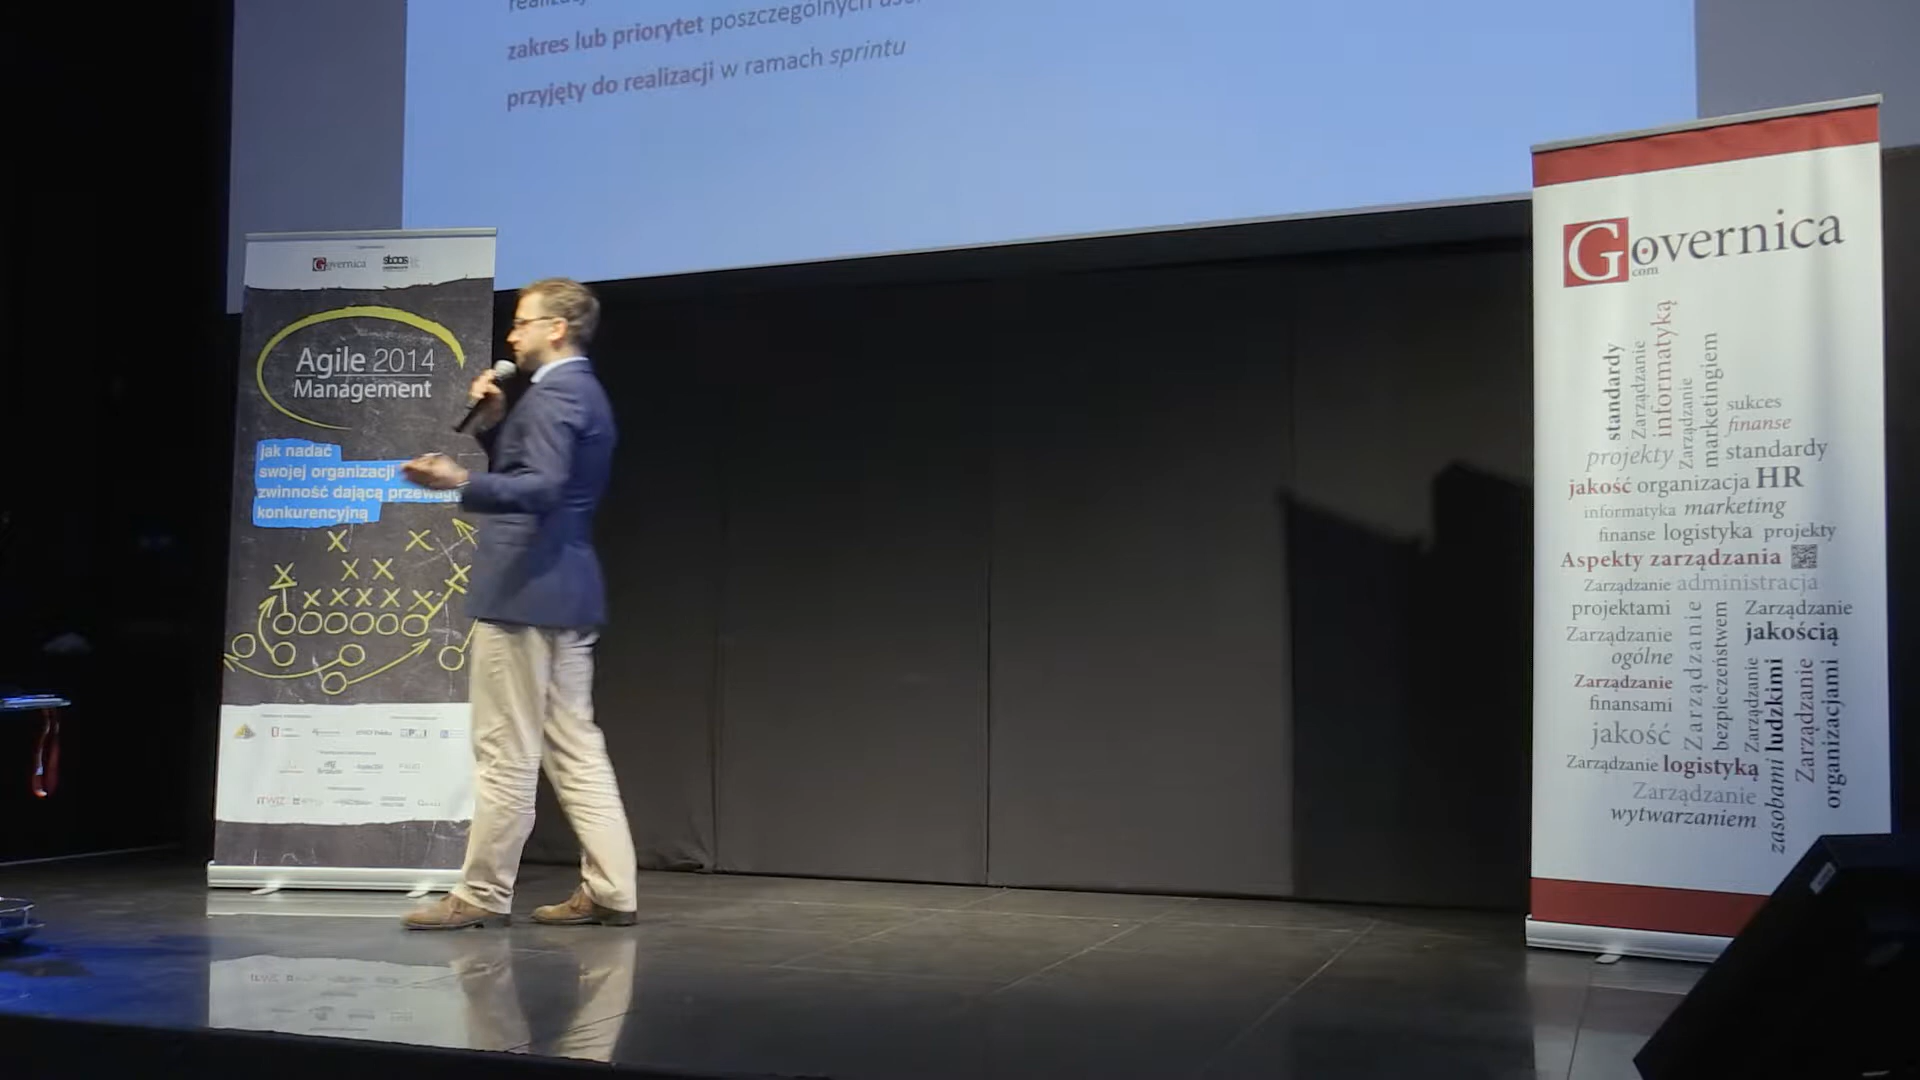 zakres lub priorytet poszczególnych
przyjęty do realizacji w ramach sprintu
Governica
Agile 2014
Management
jak nadać
swojej organizacji
zwinność dającą przewagę
konkurencyjną
ITWIZ
Governica
com
standardy
Zarządzanie
informatyką
Zarządzanie
marketingiem
sukces
finanse
projekty
standardy
jakość organizacja HR
informatyka marketing
finanse logistyka projekty
Aspekty zarządzania
Zarządzanie administracja
projektami
Zarządzanie
Zarządzanie
ogólne
Zarządzanie
bezpieczeństwem
Zarządzanie
jakością
Zarządzanie
finansami
jakość
Zarządzanie logistyką
Zarządzanie
wytwarzaniem
Zarządzanie
zasobami ludzkimi
Zarządzanie
organizacjami